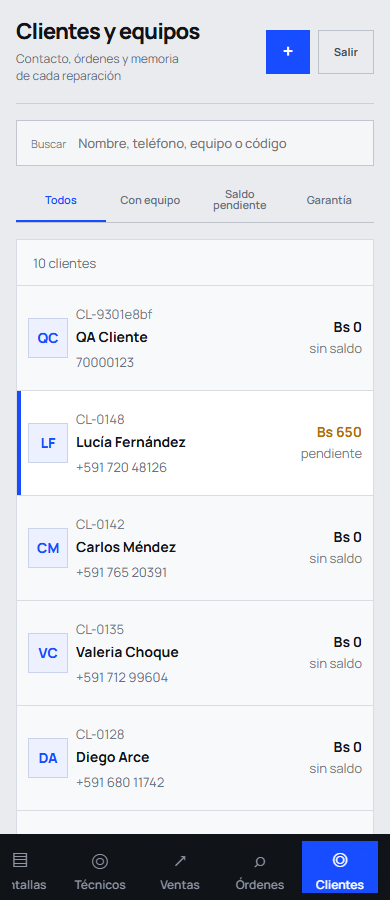 Clientes y equipos
Contacto, órdenes y memoria
de cada reparación
+
Salir
Buscar Nombre, teléfono, equipo o código
Todos
Con equipo
Saldo
pendiente
Garantía
10 clientes
CL-9301e8bf
QC
QA Cliente
70000123
Bs 0
sin saldo
CL-0148
LF
Lucía Fernández
+591 720 48126
Bs 650
pendiente
CL-0142
CM
Carlos Méndez
+591 765 20391
Bs 0
sin saldo
CL-0135
VC
Valeria Choque
+591 712 99604
Bs 0
sin saldo
CL-0128
DA
Diego Arce
+591 680 11742
Bs 0
sin saldo
Técnicos
Ventas
Órdenes
Clientes